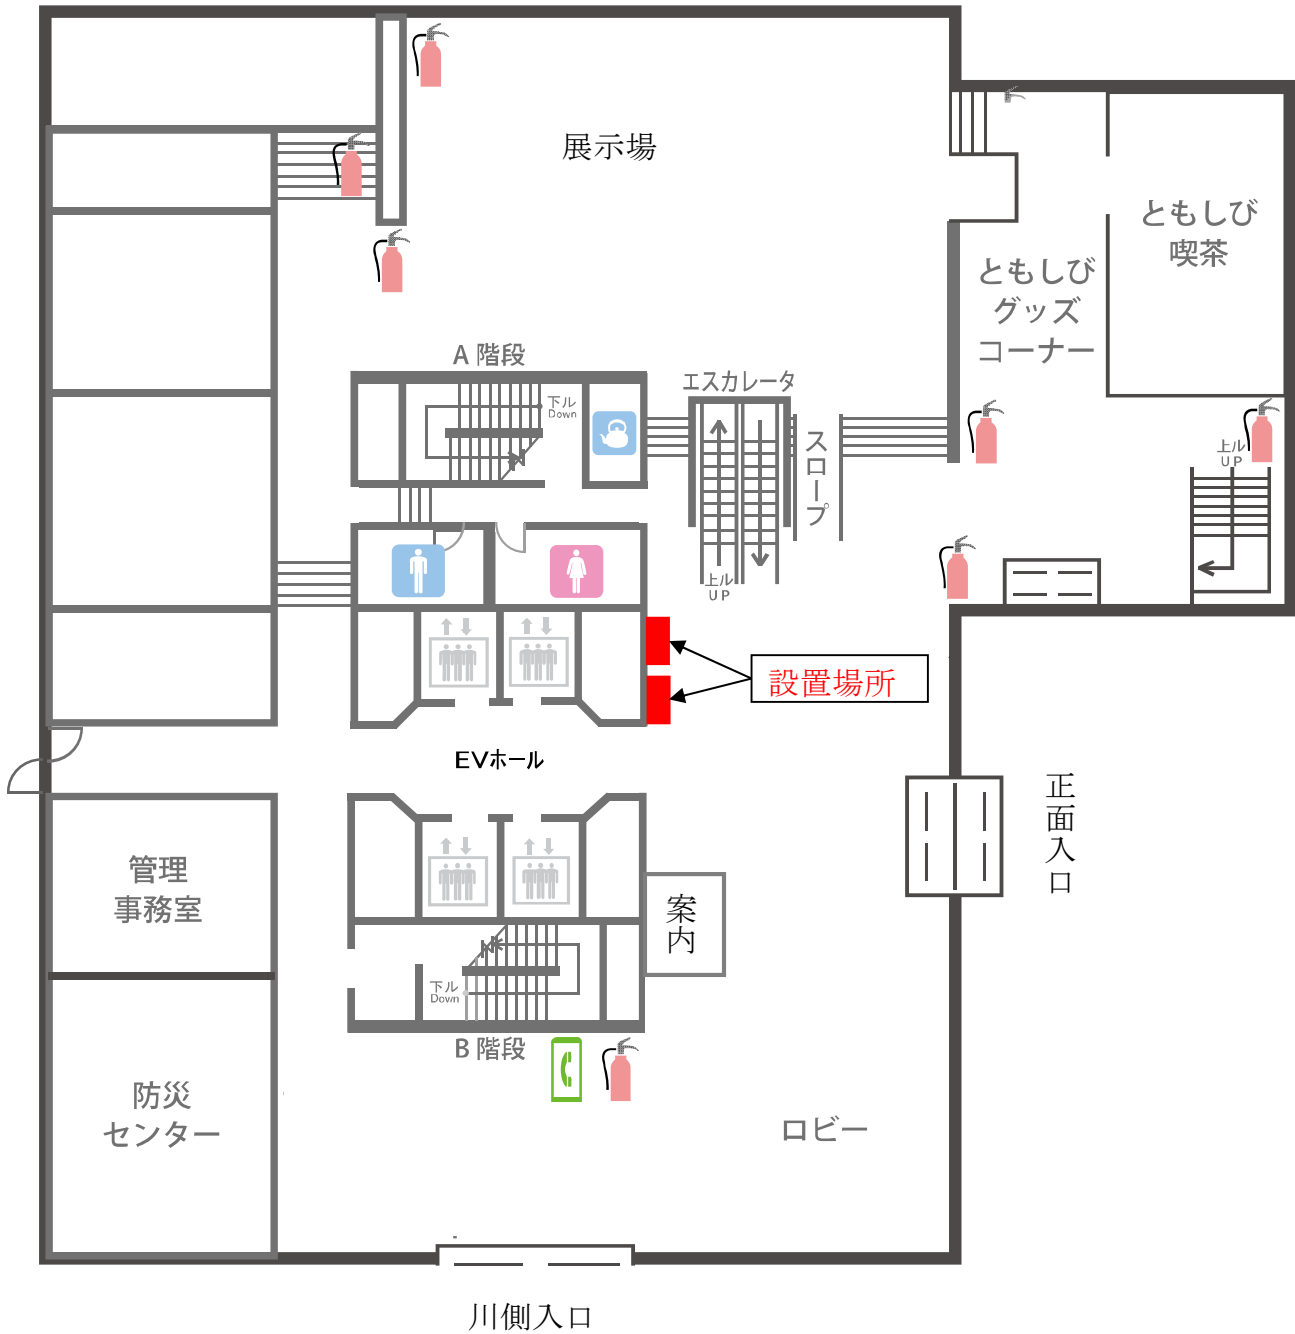 展示場
ともしび
喫茶
ともしび
グッズ
コーナー
A 階段
下ル
Down
エスカレータ
スロープ
上ル
UP
上ル
UP
設置場所
EVホール
正面入口
管理
事務室
案内
下ル
Down
B 階段
防災
センター
ロビー
川側入口